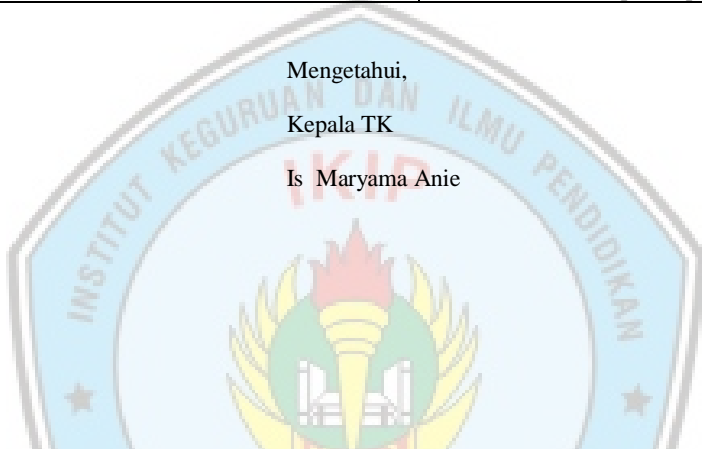 Mengetahui,
Kepala TK
Is Maryama Anie
INSTITUT KEGURUAN DAN ILMU PENDIDIKAN
IKIP